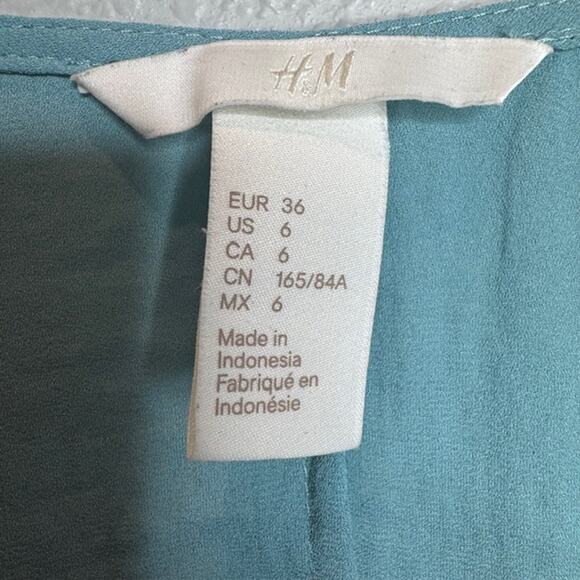 H&M
EUR 36
US 6
CA 6
CN 165/84A
MX 6
Made in
Indonesia
Fabriqué en
Indonésie